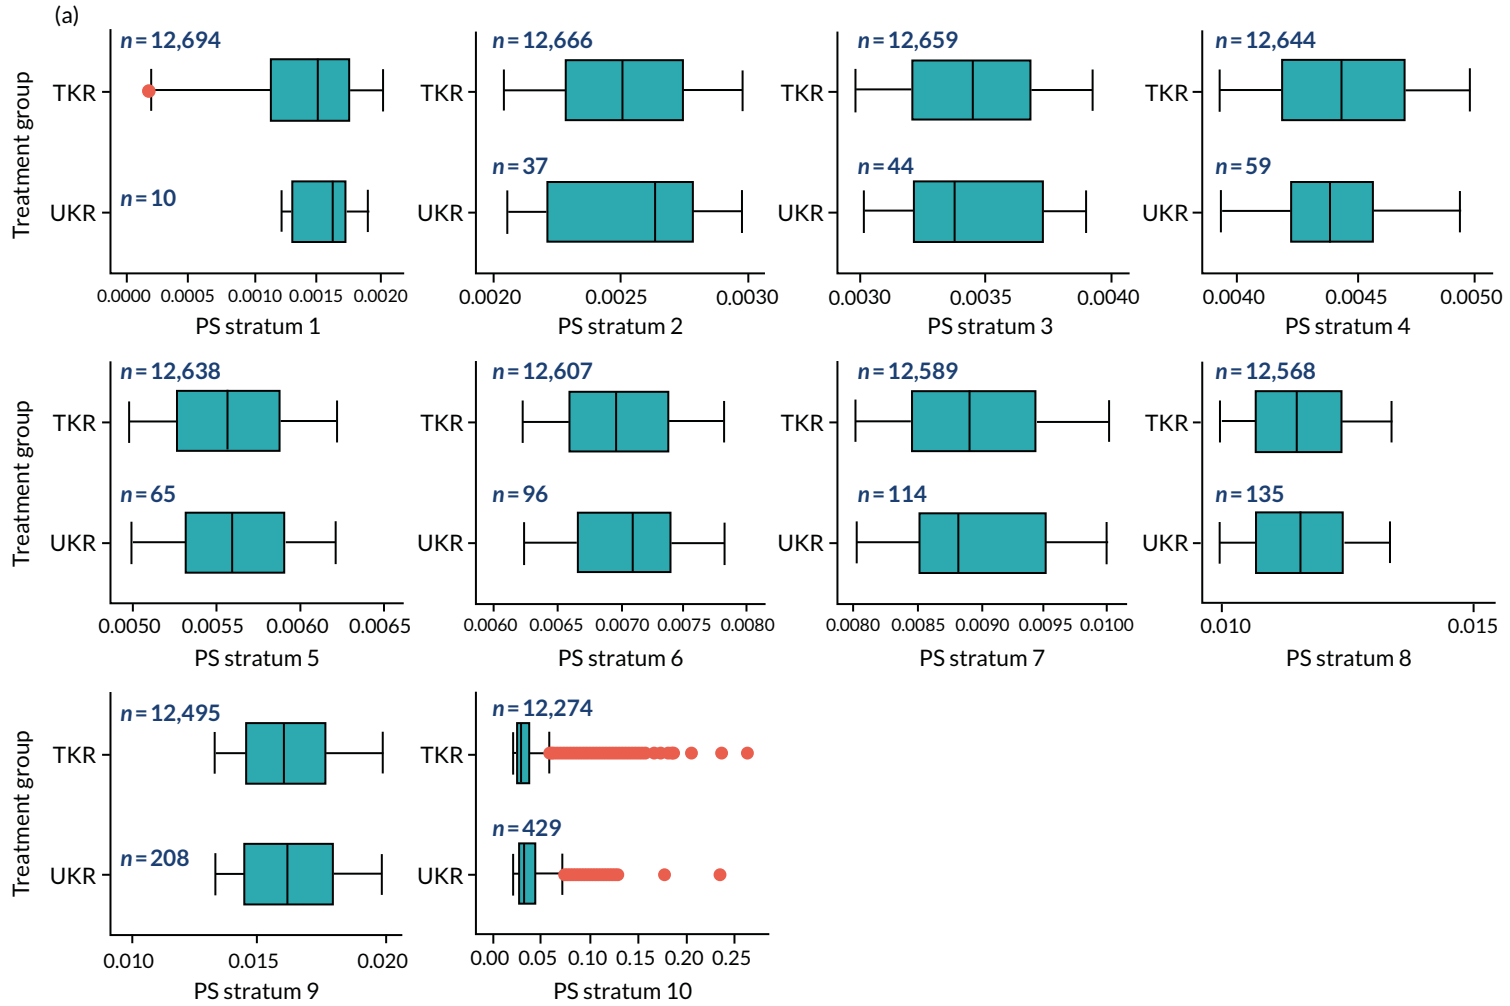 (a)
n=12,694
TKR
n=10
UKR
Treatment group
0.0000 0.0005 0.0010 0.0015 0.0020
PS stratum 1
n=12,666
TKR
n=37
UKR
0.0020 0.0025 0.0030
PS stratum 2
n=12,659
TKR
n=44
UKR
0.0030 0.0035 0.0040
PS stratum 3
n=12,644
TKR
n=59
UKR
0.0040 0.0045 0.0050
PS stratum 4
n=12,638
TKR
n=65
UKR
Treatment group
0.0050 0.0055 0.0060 0.0065
PS stratum 5
n=12,607
TKR
n=96
UKR
0.0060 0.0065 0.0070 0.0075 0.0080
PS stratum 6
n=12,589
TKR
n=114
UKR
0.0080 0.0085 0.0090 0.0095 0.0100
PS stratum 7
n=12,568
TKR
n=135
UKR
0.010 0.015
PS stratum 8
n=12,495
TKR
n=208
UKR
Treatment group
0.010 0.015 0.020
PS stratum 9
n=12,274
TKR
n=429
UKR
0.00 0.05 0.10 0.15 0.20 0.25
PS stratum 10